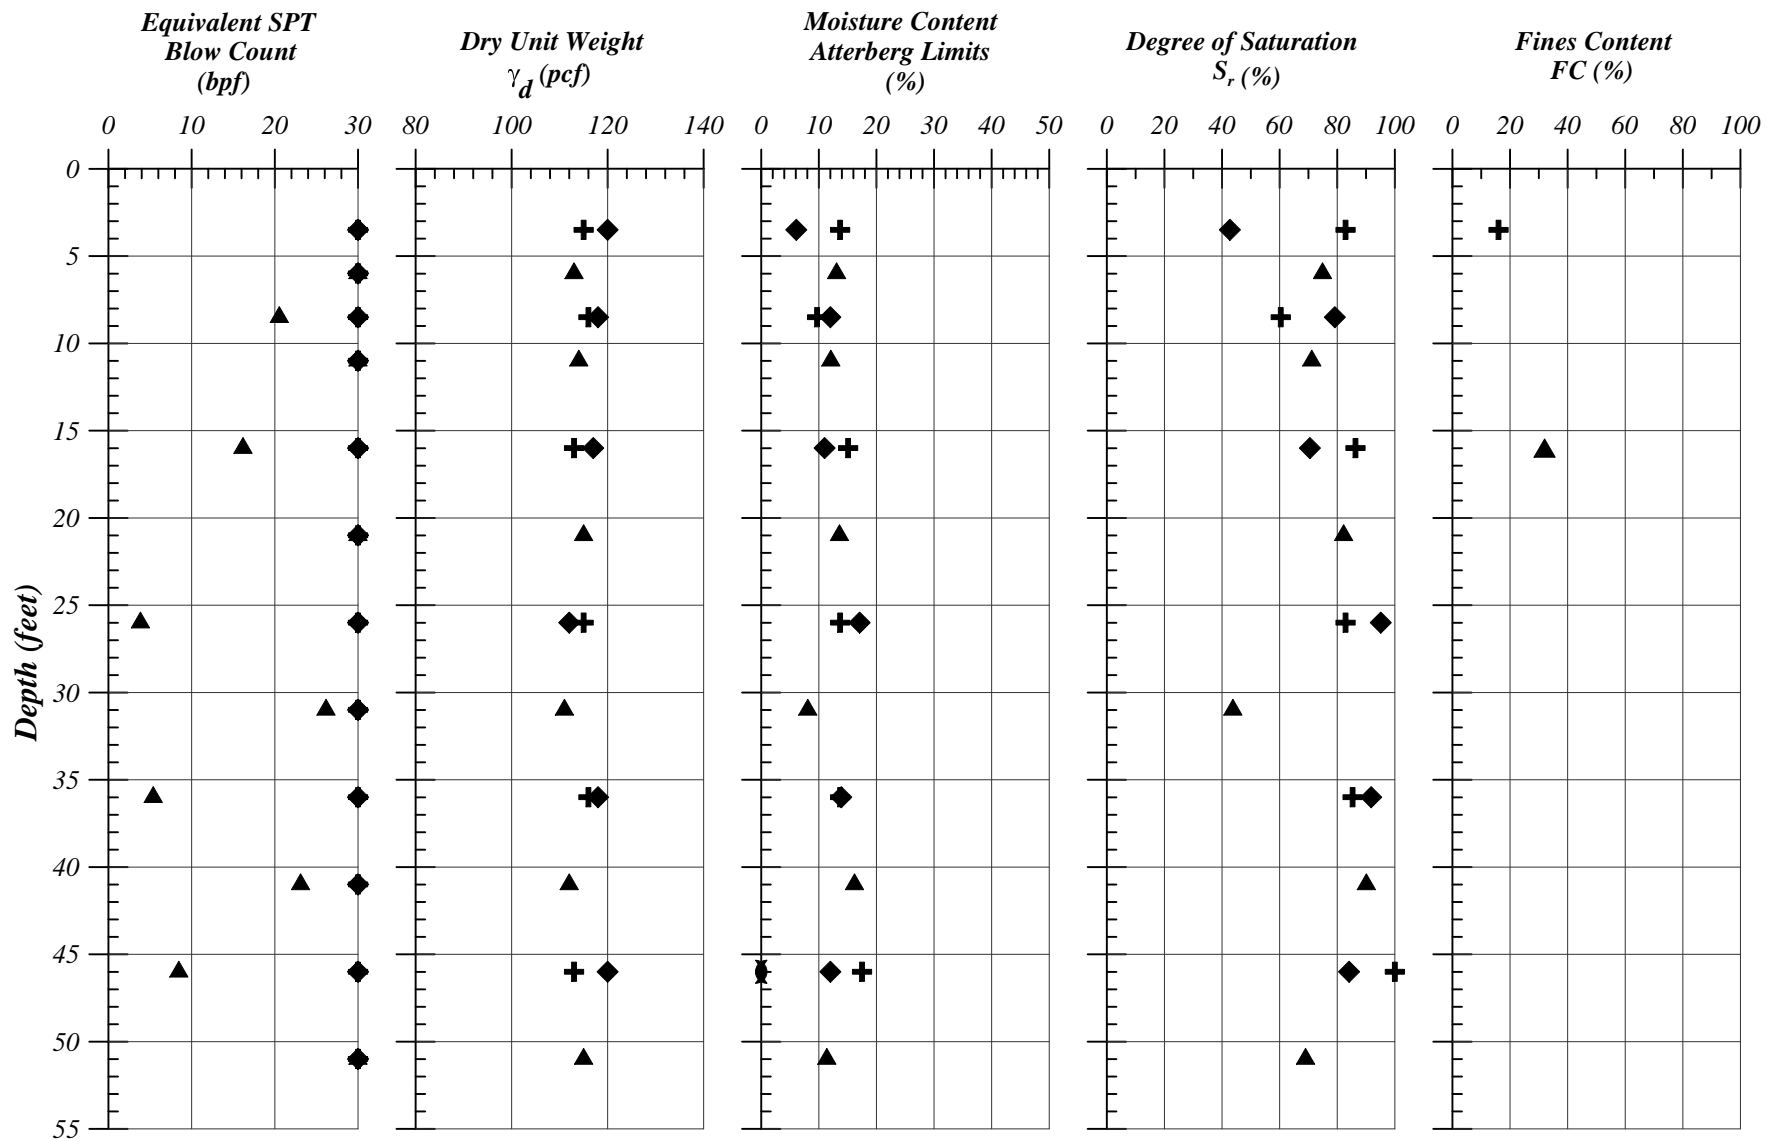 Equivalent SPT
Blow Count
(bpf)
Dry Unit Weight
γd (pcf)
Moisture Content
Atterberg Limits
(%)
Degree of Saturation
Sr (%)
Fines Content
FC (%)
0 10 20 30
80 100 120 140
0 10 20 30 40 50
0 20 40 60 80 100
0 20 40 60 80 100
Depth (feet)
0
5
10
15
20
25
30
35
40
45
50
55